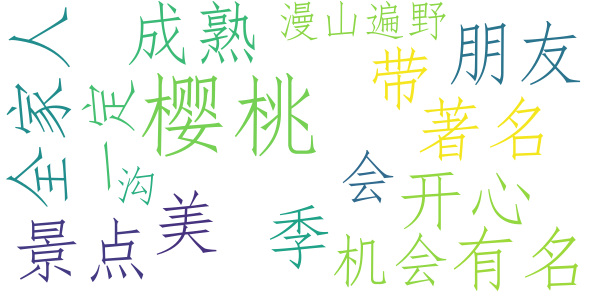 漫山遍野
成熟
朋友
带
全家人
一定
樱桃
著名
沟
会
开心
美
季
景点
机会
有名